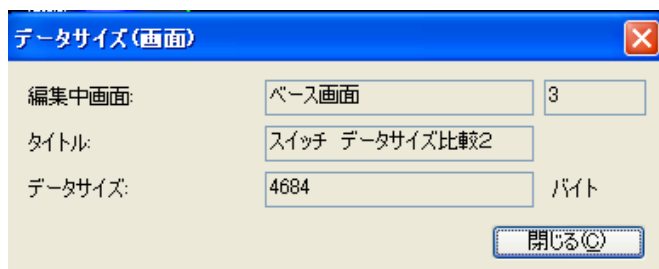 データサイズ(画面)
編集中画面: ベース画面 3
タイトル: スイッチ データサイズ比較2
データサイズ: 4684 バイト
閉じる(C)